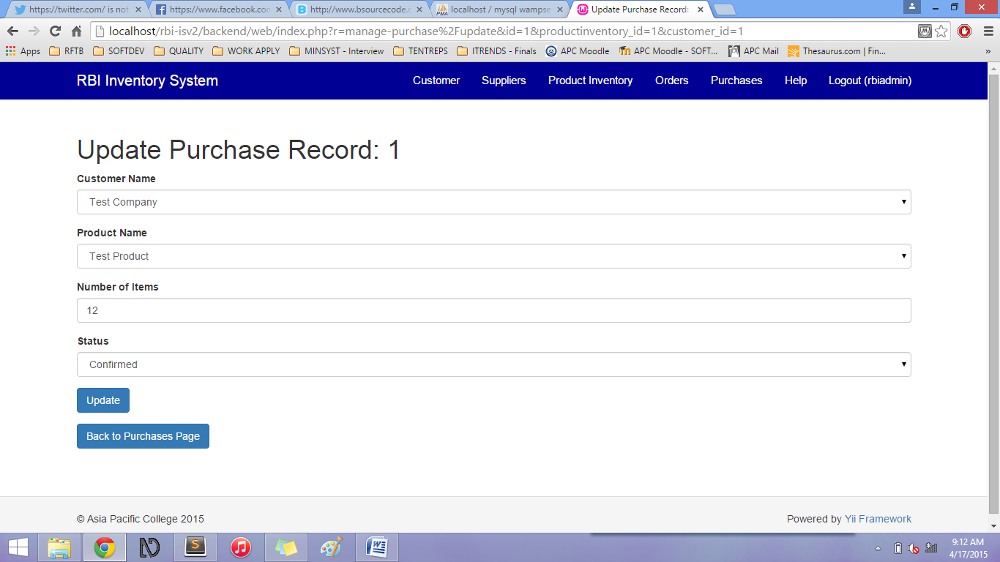 https://twitter.com/ is not
https://www.facebook.con
http://www.bsourcecode.c
localhost / mysql wampse
Update Purchase Record:
localhost/rbi-isv2/backend/web/index.php?r=manage-purchase%2Fupdate&id=1&productinventory_id=1&customer_id=1
Apps RFTB SOFTDEV QUALITY WORK APPLY MINSYST - Interview TENTREPS ITRENDS - Finals APC Moodle APC Moodle - SOFT... APC Mail Thesaurus.com | Fin... »
RBI Inventory System Customer Suppliers Product Inventory Orders Purchases Help Logout (rbiadmin)
Update Purchase Record: 1
Customer Name
Test Company
Product Name
Test Product
Number of Items
12
Status
Confirmed
Update
Back to Purchases Page
© Asia Pacific College 2015 Powered by Yii Framework
9:12 AM
4/17/2015